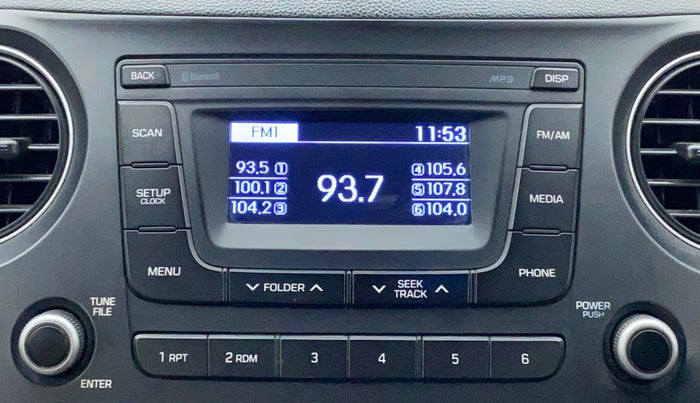 BACK Bluetooth MP3 DISP
SCAN FM1 11:53 FM/AM
93.5 1 4 105.6
100.1 2 93.7 5 107.8
104.2 3 6 104.0
SETUP
CLOCK
MEDIA
MENU
FOLDER
SEEK
TRACK
PHONE
TUNE
FILE
POWER
PUSH
1 RPT 2 RDM 3 4 5 6
ENTER